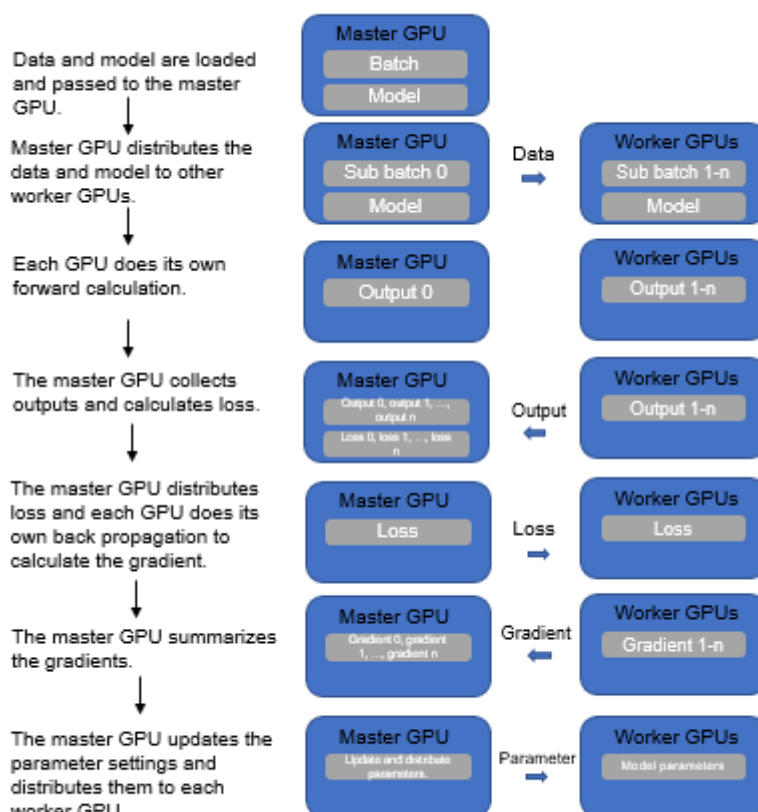 Data and model are loaded
and passed to the master
GPU.
Master GPU
Batch
Model
Master GPU distributes the
data and model to other
worker GPUs.
Master GPU
Sub batch 0
Model
Data
Worker GPUs
Sub batch 1-n
Model
Each GPU does its own
forward calculation.
Master GPU
Output 0
Worker GPUs
Output 1-n
The master GPU collects
outputs and calculates loss.
Master GPU
Output 0, output 1, …,
output n
Loss 0, loss 1, …, loss
n
Output
Worker GPUs
Output 1-n
The master GPU distributes
loss and each GPU does its
own back propagation to
calculate the gradient.
Master GPU
Loss
Loss
Worker GPUs
Loss
The master GPU summarizes
the gradients.
Master GPU
Gradient 0, gradient
1, …, gradient n
Gradient
Worker GPUs
Gradient 1-n
The master GPU updates the
parameter settings and
distributes them to each
worker GPU
Master GPU
Update and distribute
parameters.
Parameter
Worker GPUs
Model parameters